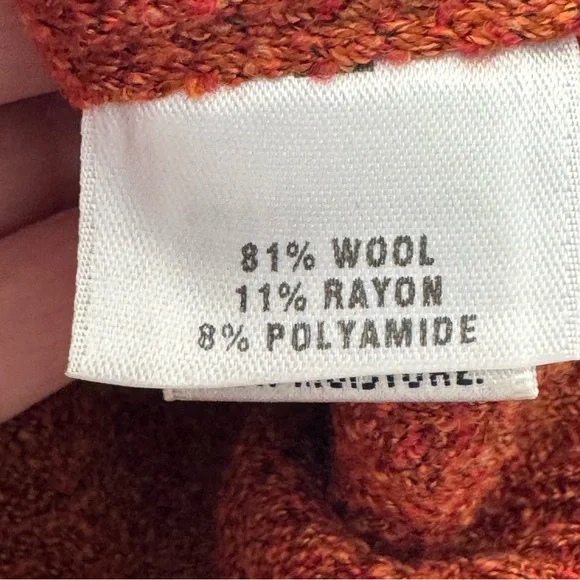 81% WOOL
11% RAYON
8% POLYAMIDE